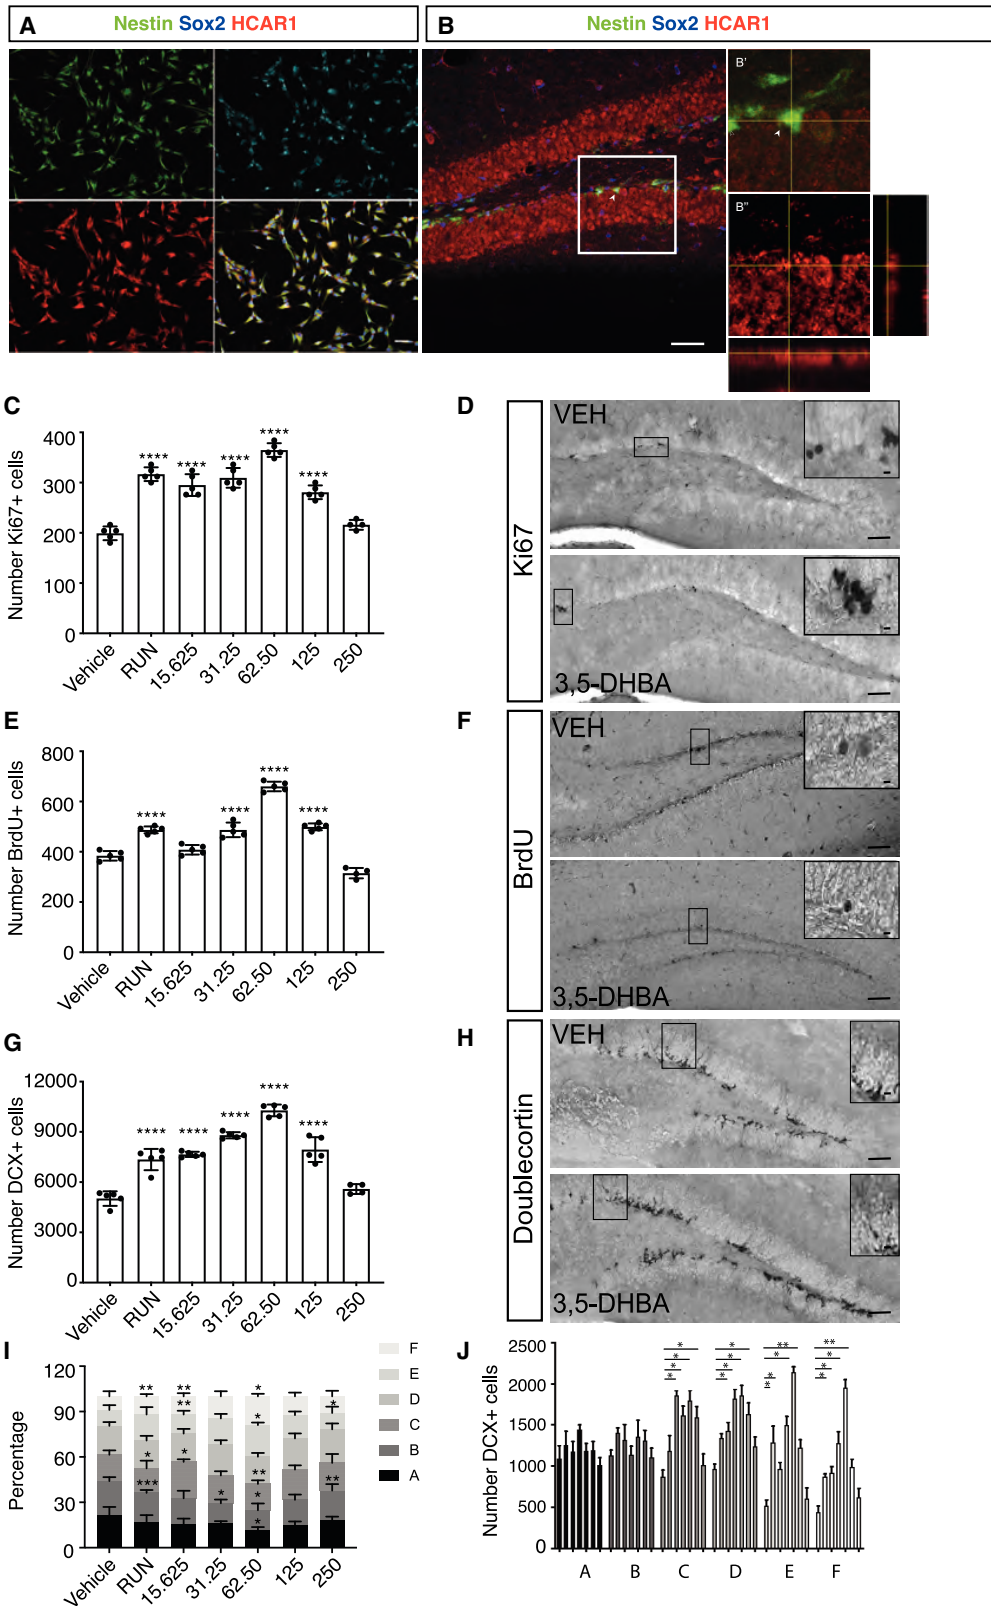 A
Nestin Sox2 HCAR1
B
Nestin Sox2 HCAR1
B'
B''
C
Number Ki67+ cells
400
300
200
100
0
****
****
****
****
****
Vehicle
RUN
15.625
31.25
62.50
125
250
D
Ki67
VEH
3,5-DHBA
E
Number BrdU+ cells
800
600
400
200
0
****
****
****
****
Vehicle
RUN
15.625
31.25
62.50
125
250
F
BrdU
VEH
3,5-DHBA
G
Number DCX+ cells
12000
9000
6000
3000
0
****
****
****
****
****
Vehicle
RUN
15.625
31.25
62.50
125
250
H
Doublecortin
VEH
3,5-DHBA
I
Percentage
120
90
60
30
0
** ** *
** * *
* * **
*** * * **
*
Vehicle
RUN
15.625
31.25
62.50
125
250
F
E
D
C
B
A
J
Number DCX+ cells
2500
2000
1500
1000
500
0
*
*
*
*
*
*
*
*
**
*
*
*
**
*
*
*
A
B
C
D
E
F